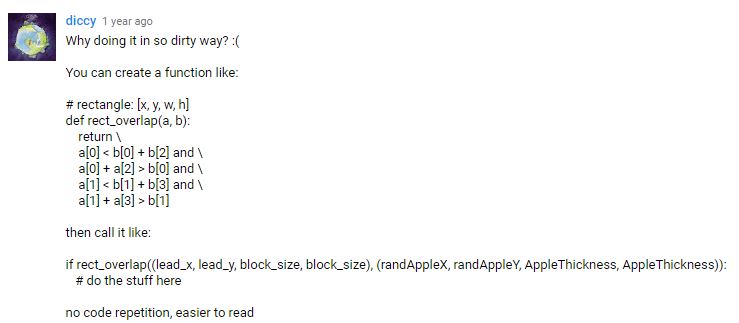 diccy 1 year ago
Why doing it in so dirty way? :(
You can create a function like:
# rectangle: [x, y, w, h]
def rect_overlap(a, b):
return \
a[0] < b[0] + b[2] and \
a[0] + a[2] > b[0] and \
a[1] < b[1] + b[3] and \
a[1] + a[3] > b[1]
then call it like:
if rect_overlap((lead_x, lead_y, block_size, block_size), (randAppleX, randAppleY, AppleThickness, AppleThickness)):
# do the stuff here
no code repetition, easier to read